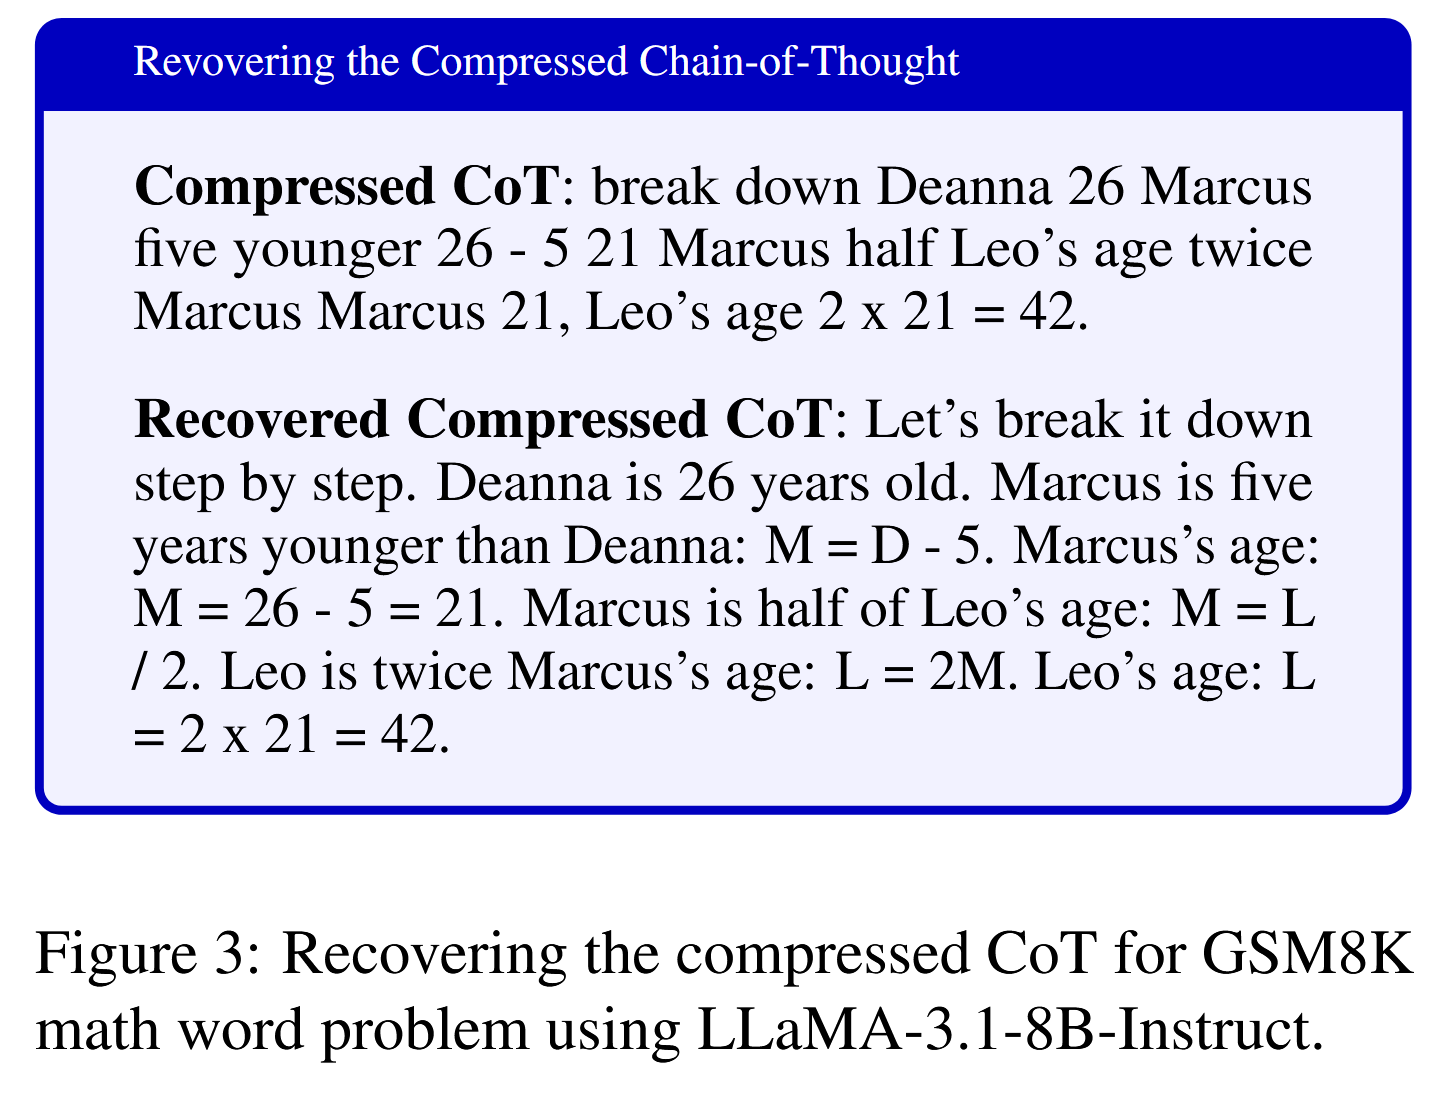 Revovering the Compressed Chain-of-Thought
Compressed CoT: break down Deanna 26 Marcus
five younger 26 - 5 21 Marcus half Leo’s age twice
Marcus Marcus 21, Leo’s age 2 x 21 = 42.
Recovered Compressed CoT: Let’s break it down
step by step. Deanna is 26 years old. Marcus is five
years younger than Deanna: M = D - 5. Marcus’s age:
M = 26 - 5 = 21. Marcus is half of Leo’s age: M = L
/ 2. Leo is twice Marcus’s age: L = 2M. Leo’s age: L
= 2 x 21 = 42.
Figure 3: Recovering the compressed CoT for GSM8K
math word problem using LLaMA-3.1-8B-Instruct.